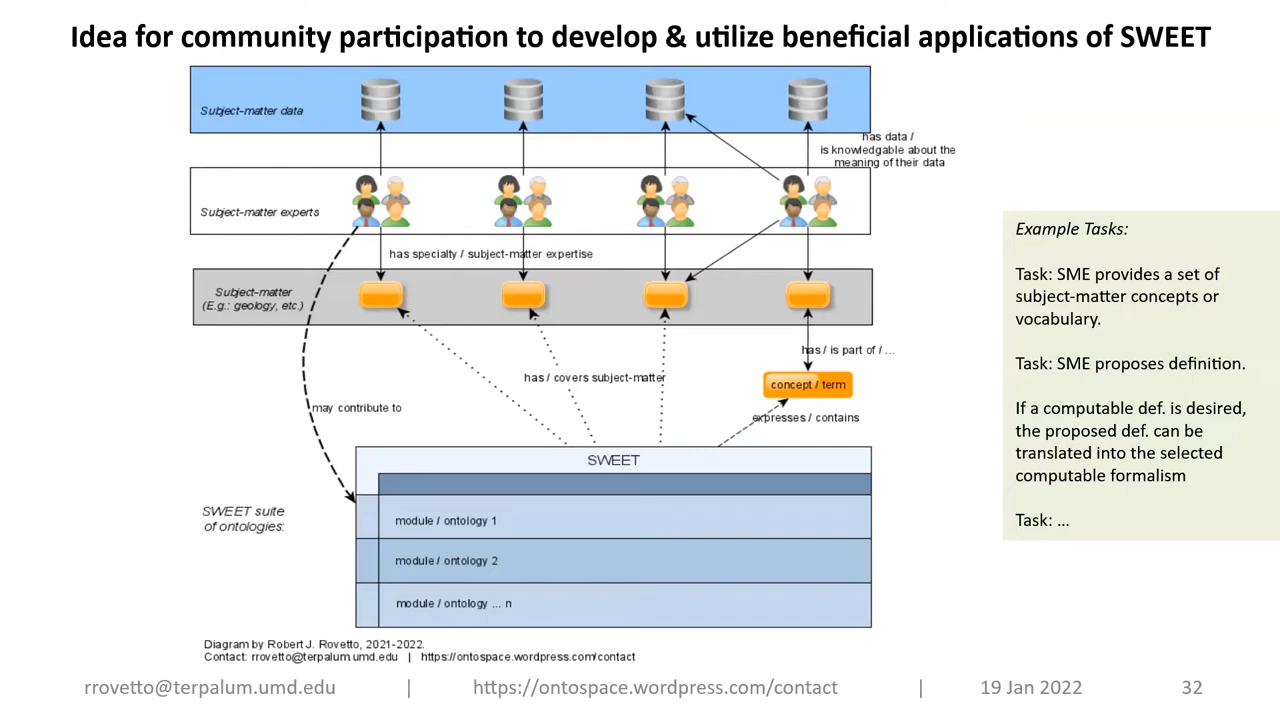 Idea for community participation to develop & utilize beneficial applications of SWEET
Subject-matter data
has data /
is knowledgable about the
meaning of their data
Subject-matter experts
has specialty / subject-matter expertise
Subject-matter
(E.g.: geology, etc.)
has / is part of / ...
has / covers subject-matter
concept / term
may contribute to
expresses / contains
SWEET
SWEET suite
of ontologies:
module / ontology 1
module / ontology 2
module / ontology ... n
Diagram by Robert J. Rovetto, 2021-2022.
Contact: rrovetto@terpalum.umd.edu | https://ontospace.wordpress.com/contact
Example Tasks:
Task: SME provides a set of
subject-matter concepts or
vocabulary.
Task: SME proposes definition.
If a computable def. is desired,
the proposed def. can be
translated into the selected
computable formalism
Task: ...
rrovetto@terpalum.umd.edu | https://ontospace.wordpress.com/contact | 19 Jan 2022 32